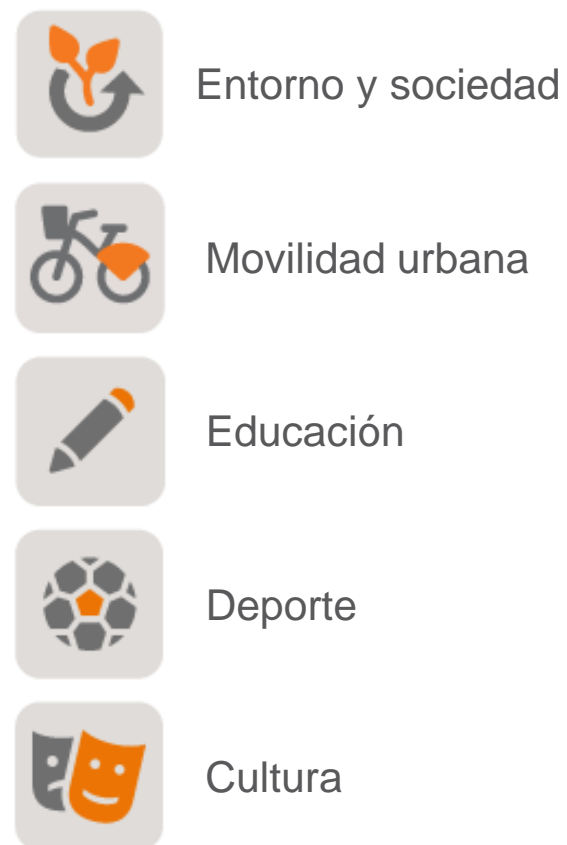 Entorno y sociedad
Movilidad urbana
Educación
Deporte
Cultura